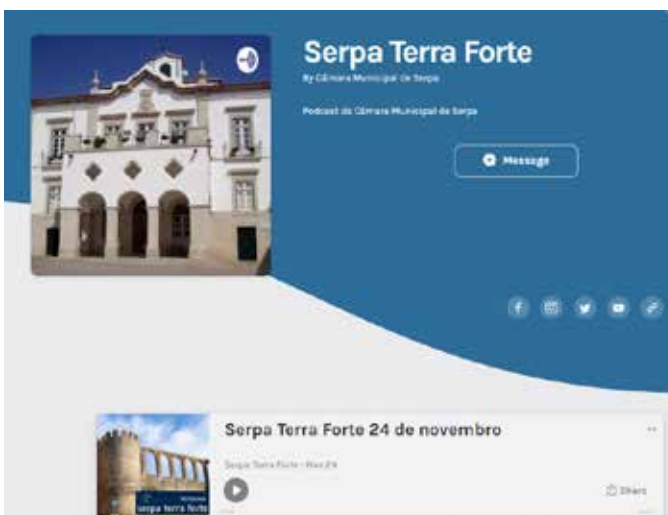 Serpa Terra Forte
By Câmara Municipal de Serpa
Podcast da Câmara Municipal de Serpa
Message
Serpa Terra Forte 24 de novembro
Serpa Terra Forte • Nov 24
Share
serpa terra forte